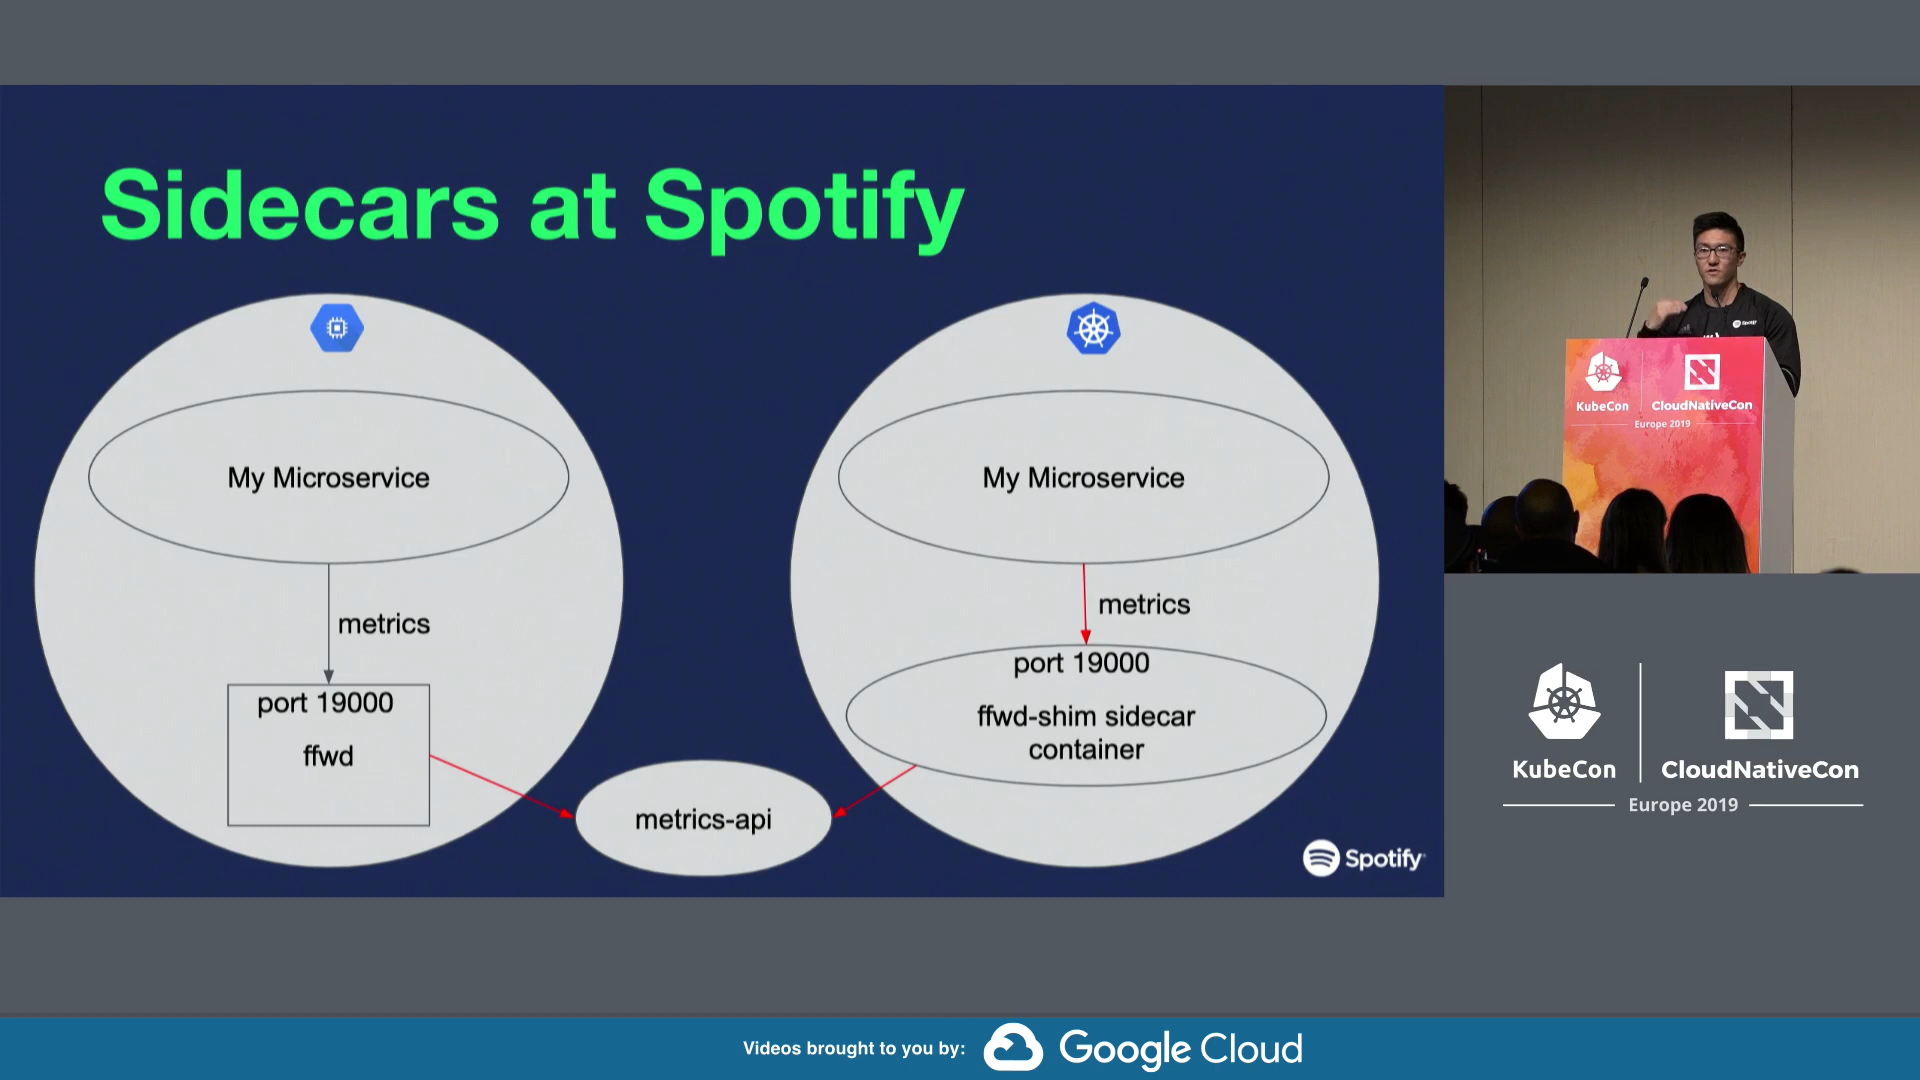 Sidecars at Spotify
My Microservice
metrics
port 19000
ffwd
My Microservice
metrics
port 19000
ffwd-shim sidecar
container
metrics-api
Spotify
Spotify
KubeCon
CloudNativeCon
Europe 2019
KubeCon
CloudNativeCon
Europe 2019
Videos brought to you by:
Google Cloud